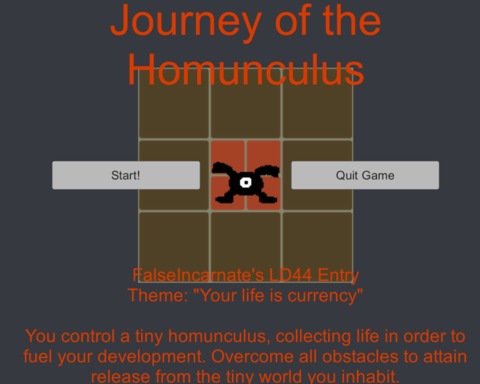 Journey of the
Homunculus
Start!
Quit Game
FalseIncarnate's LD44 Entry
Theme: "Your life is currency"
You control a tiny homunculus, collecting life in order to
fuel your development. Overcome all obstacles to attain
release from the tiny world you inhabit.